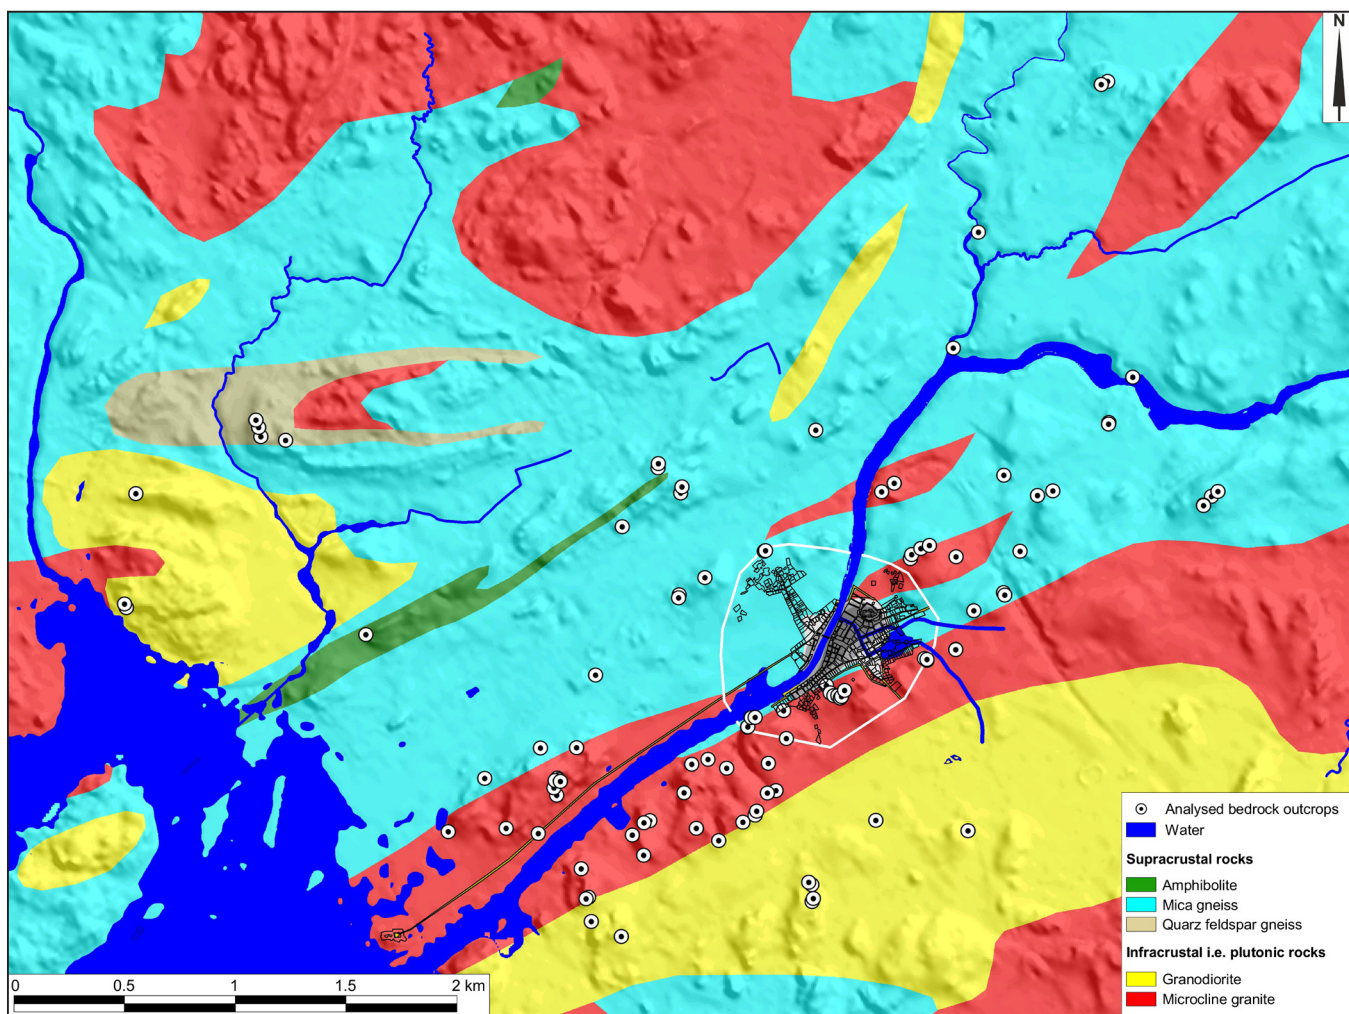 N
Analysed bedrock outcrops
Water
Supracrustal rocks
Amphibolite
Mica gneiss
Quarz feldspar gneiss
Infracrustal i.e. plutonic rocks
Granodiorite
Microcline granite
0 0.5 1 1.5 2 km